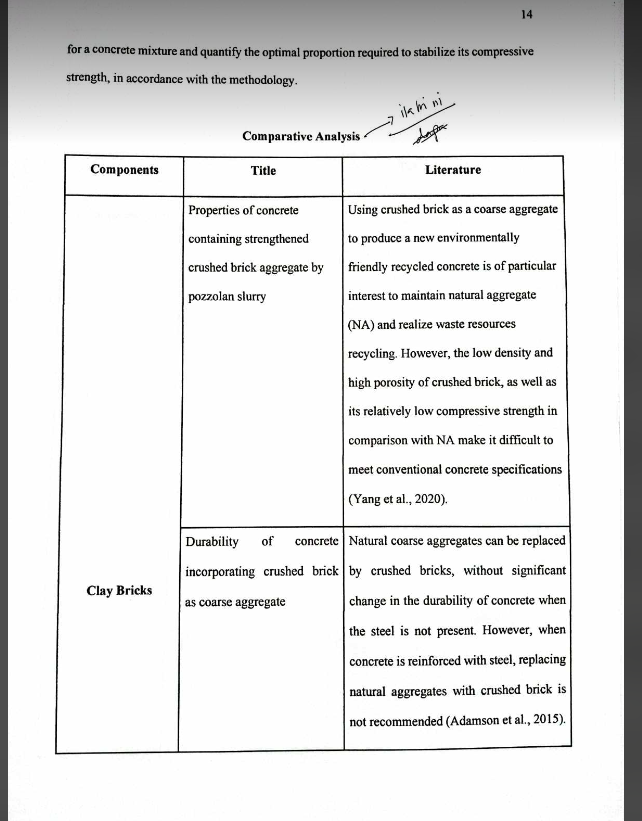 14
for a concrete mixture and quantify the optimal proportion required to stabilize its compressive
strength, in accordance with the methodology.
Comparative Analysis
Components
Title
Literature
Clay Bricks
Properties of concrete
containing strengthened
crushed brick aggregate by
pozzolan slurry
Using crushed brick as a coarse aggregate
to produce a new environmentally
friendly recycled concrete is of particular
interest to maintain natural aggregate
(NA) and realize waste resources
recycling. However, the low density and
high porosity of crushed brick, as well as
its relatively low compressive strength in
comparison with NA make it difficult to
meet conventional concrete specifications
(Yang et al., 2020).
Durability of concrete
incorporating crushed brick
as coarse aggregate
Natural coarse aggregates can be replaced
by crushed bricks, without significant
change in the durability of concrete when
the steel is not present. However, when
concrete is reinforced with steel, replacing
natural aggregates with crushed brick is
not recommended (Adamson et al., 2015).